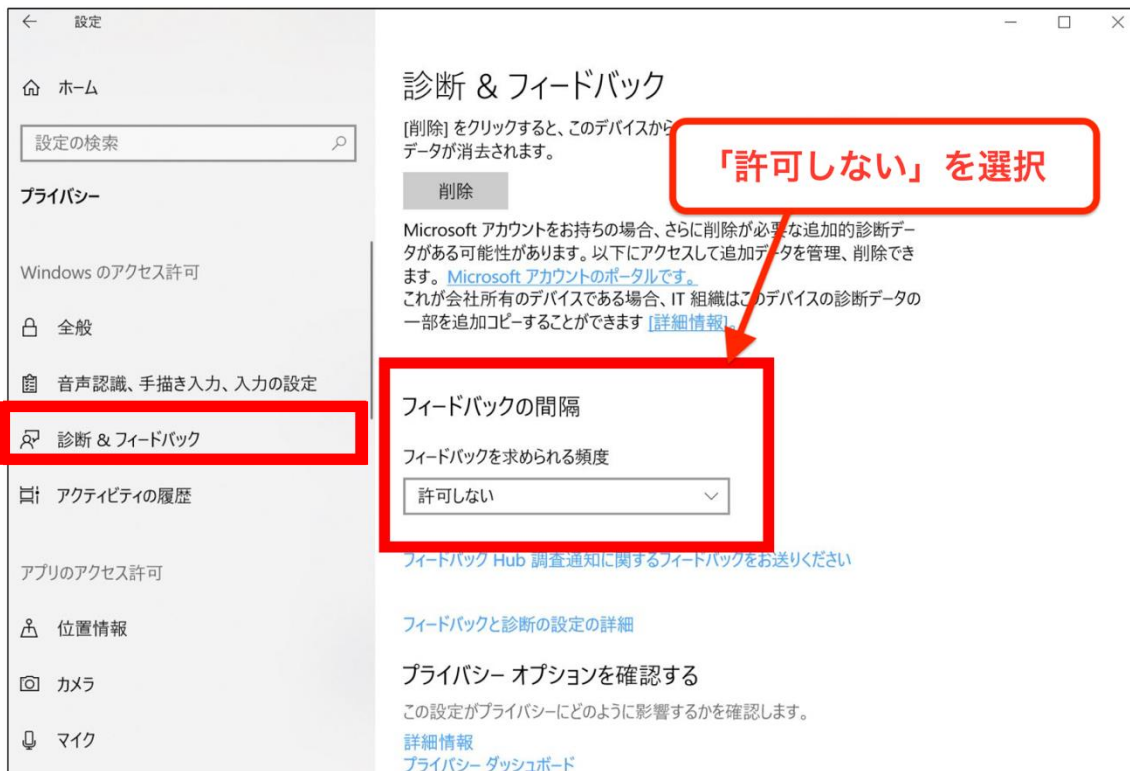 設定
ホーム
設定の検索
プライバシー
Windows のアクセス許可
全般
音声認識、手描き入力、入力の設定
診断 & フィードバック
アクティビティの履歴
アプリのアクセス許可
位置情報
カメラ
マイク
診断 & フィードバック
[削除] をクリックすると、このデバイスから
データが消去されます。
「許可しない」を選択
削除
Microsoft アカウントをお持ちの場合、さらに削除が必要な追加的診断デー
タがある可能性があります。以下にアクセスして追加データを管理、削除でき
ます。 Microsoft アカウントのポータルです。
これが会社所有のデバイスである場合、IT 組織はこのデバイスの診断データの
一部を追加コピーすることができます [詳細情報]。
フィードバックの間隔
フィードバックを求められる頻度
許可しない
フィードバック Hub 調査通知に関するフィードバックをお送りください
フィードバックと診断の設定の詳細
プライバシー オプションを確認する
この設定がプライバシーにどのように影響するかを確認します。
詳細情報
プライバシー ダッシュボード